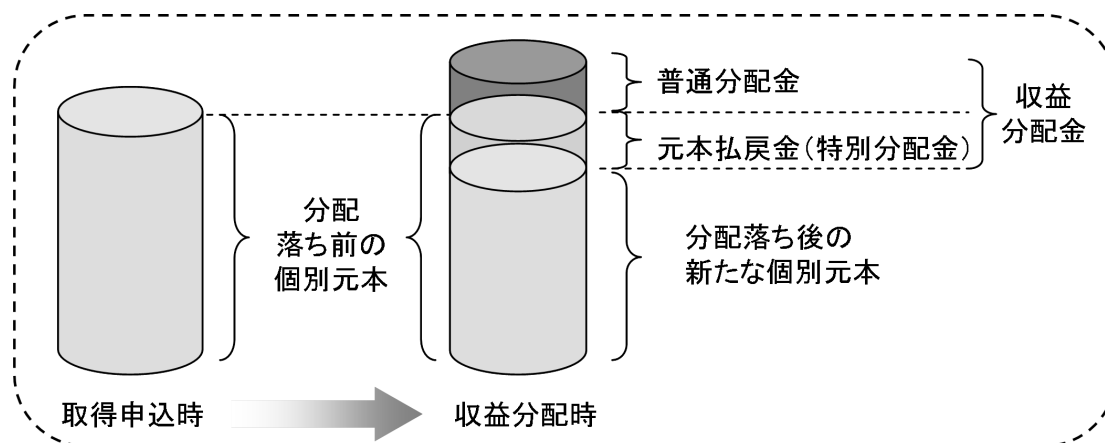 普通分配金
収益
分配金
元本払戻金（特別分配金）
分配
落ち前の
個別元本
分配落ち後の
新たな個別元本
取得申込時
収益分配時